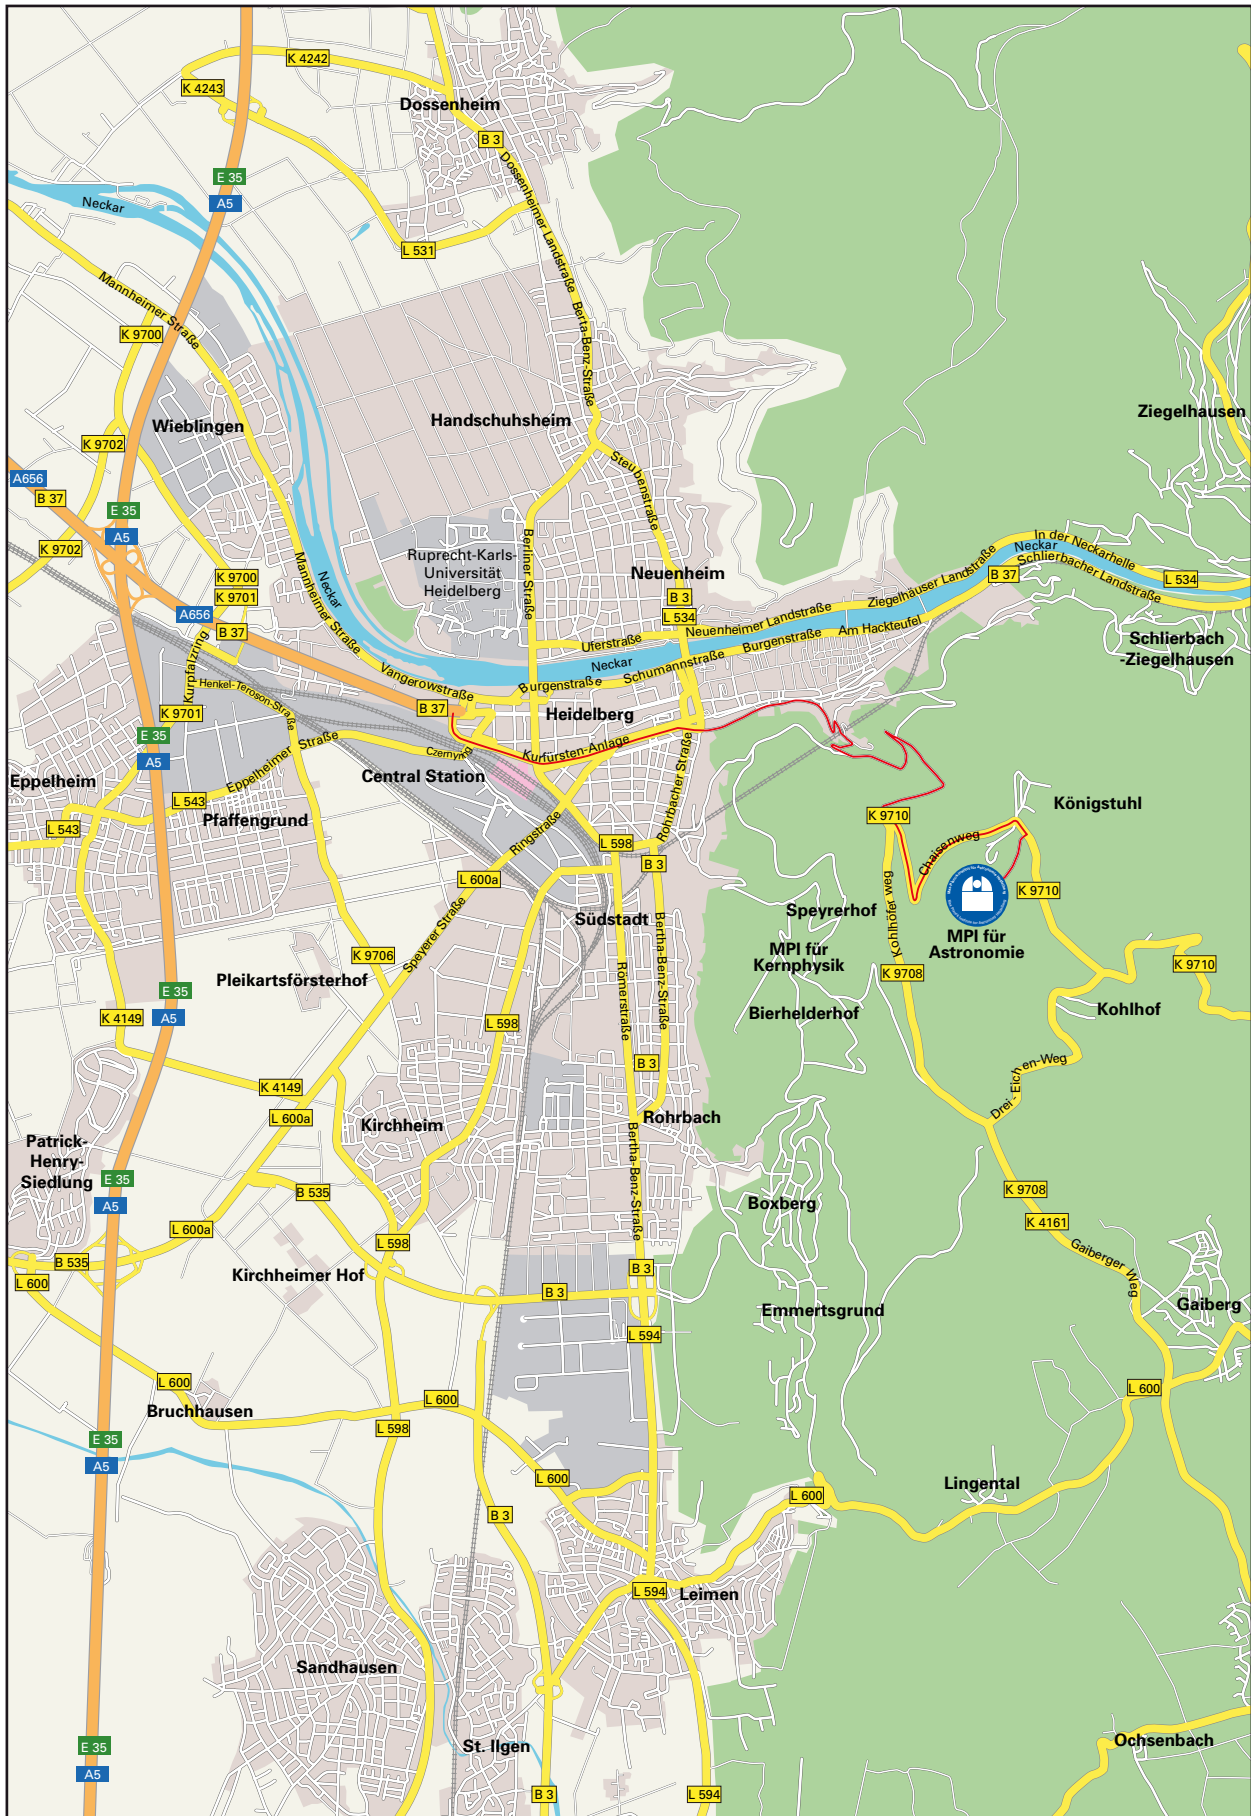 K 4242
K 4243
Dossenheim
B 3
E 35
A5
Neckar
Dossenheimer Landstraße
L 531
Mannheimer Straße
Berta-Benz-Straße
K 9700
Ziegelhausen
Handschuhsheim
Wieblingen
K 9702
Steubenstraße
A656
B 37
E 35
A5
In der Neckarhelle
Neckar
Schlierbacher Landstraße
K 9702
Ruprecht-Karls-
Universität
Heidelberg
Berliner Straße
Neuenheim
B 37
L 534
K 9700
K 9701
Neckar
Mannheimer Straße
B 3
L 534
Ziegelhäuser Landstraße
A656
B 37
Neuenheimer Landstraße
Uferstraße
Burgenstraße
Am Hackteufel
Schlierbach
-Ziegelhausen
Kurpfalzring
Neckar
Schumannstraße
Vangerowstraße
Burgenstraße
Henkel-Teroson-Straße
B 37
K 9701
Heidelberg
E 35
A5
Eppelheimer Straße
Czernyring
Kurfürsten-Anlage
Rohrbacher Straße
Eppelheim
Central Station
L 543
Königstuhl
K 9710
Pfaffengrund
L 543
Ringstraße
L 598
Chaisenweg
B 3
L 600a
K 9710
Kohlhöfer weg
Speyrerhof
Südstadt
Bertha-Benz-Straße
MPI für
Astronomie
Speyerer Straße
MPI für
Kernphysik
K 9706
Römerstraße
K 9708
K 9710
Pleikartsförsterhof
E 35
A5
Bierhelderhof
Kohlhof
K 4149
L 598
B 3
Drei-Eichen-Weg
K 4149
L 600a
Kirchheim
Rohrbach
Patrick-
Henry-
Siedlung
Bertha-Benz-Straße
E 35
A5
B 535
K 9708
Boxberg
K 4161
L 600a
L 598
Gaiberger Weg
B 535
L 600
Kirchheimer Hof
B 3
B 3
Emmertsgrund
Gaiberg
L 594
L 600
L 600
L 600
Bruchhausen
L 598
E 35
A5
L 600
Lingental
L 600
B 3
L 594
Leimen
Sandhausen
E 35
A5
St. Ilgen
Ochsenbach
B 3
L 594